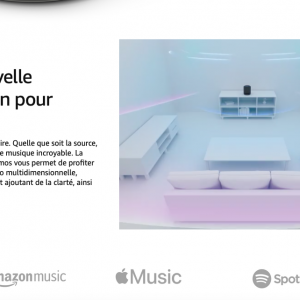 velle
n pour
ire. Quelle que soit la source,
e musique incroyable. La
mos vous permet de profiter
o multidimensionnelle,
t ajoutant de la clarté, ainsi
mazonmusic Music Spot